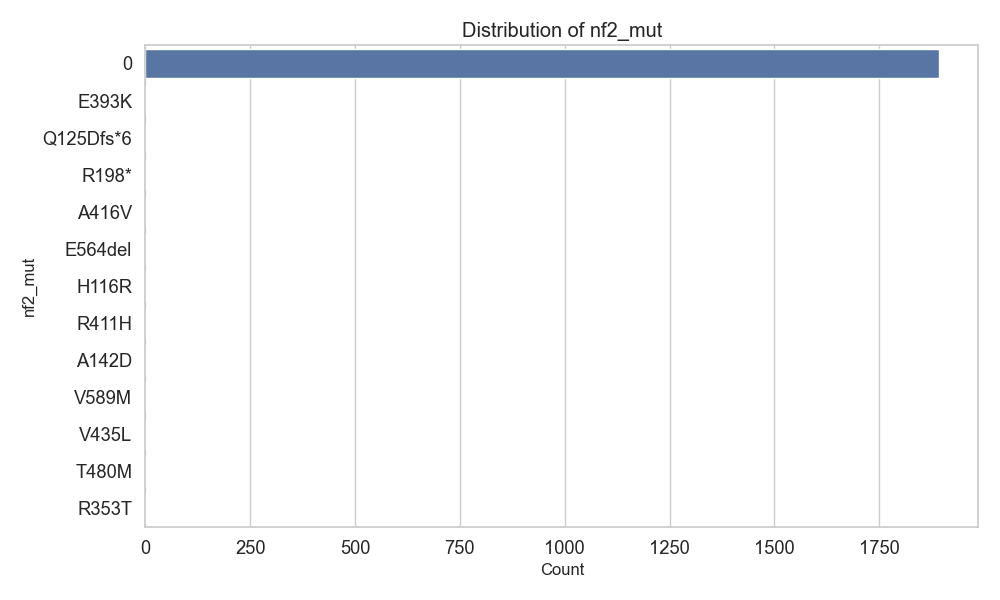 Distribution of nf2_mut
0
E393K
Q125Dfs*6
R198*
A416V
E564del
H116R
R411H
A142D
V589M
V435L
T480M
R353T
nf2_mut
0 250 500 750 1000 1250 1500 1750
Count